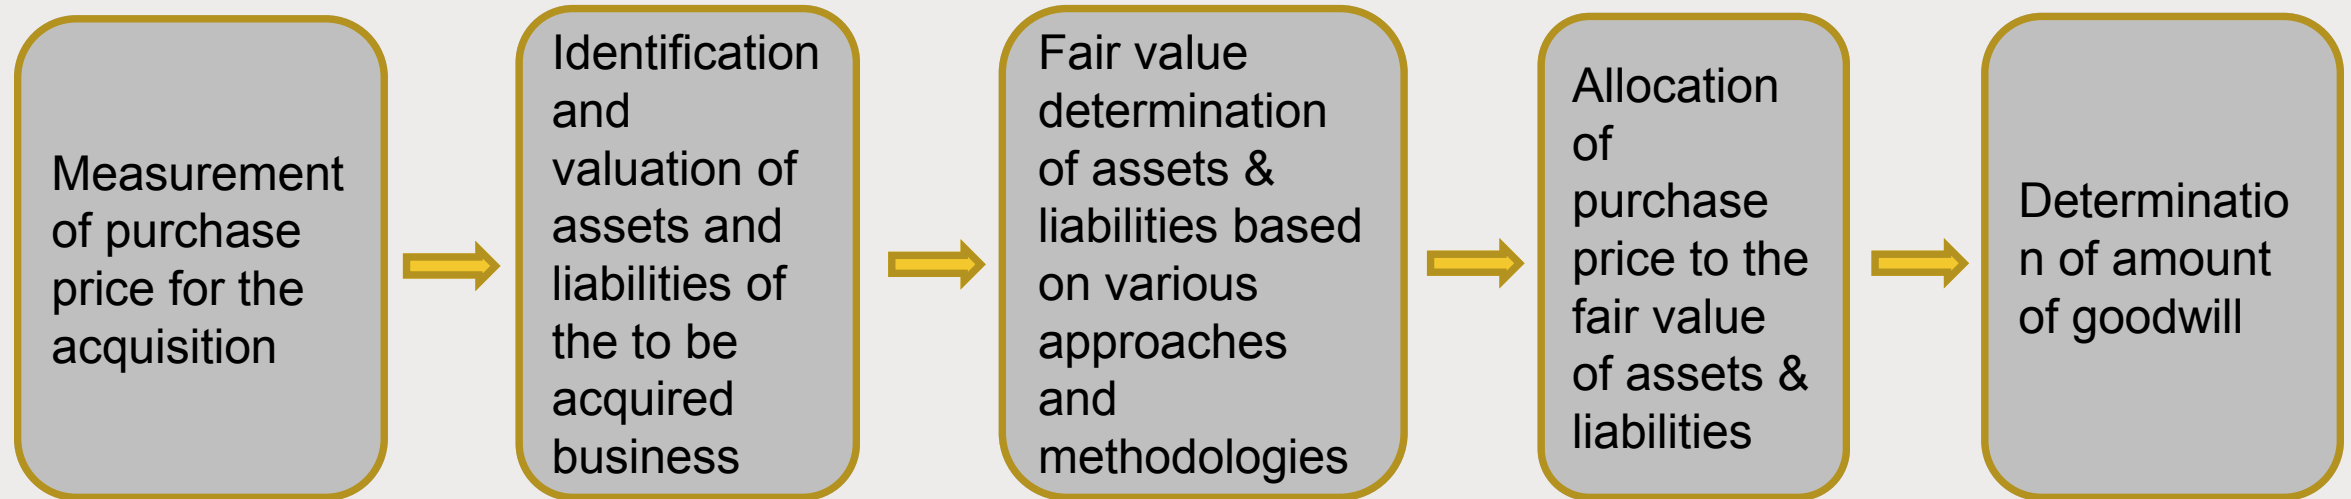 Measurement
of purchase
price for the
acquisition
Identification
and
valuation of
assets and
liabilities of
the to be
acquired
business
Fair value
determination
of assets &
liabilities based
on various
approaches
and
methodologies
Allocation
of
purchase
price to the
fair value
of assets &
liabilities
Determinatio
n of amount
of goodwill